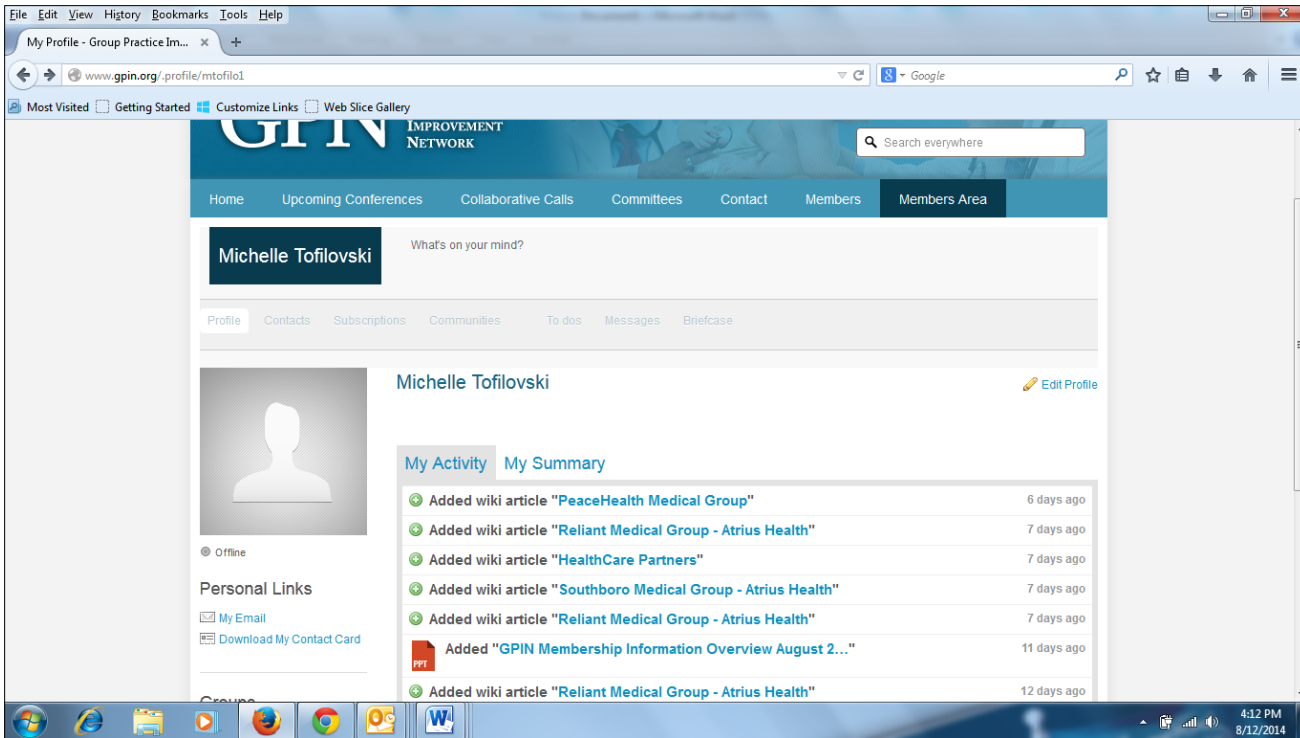 File Edit View History Bookmarks Tools Help
My Profile - Group Practice Im...
www.gpin.org/.profile/mtofilo1
Google
Most Visited Getting Started Customize Links Web Slice Gallery
IMPROVEMENT
NETWORK
Search everywhere
Home Upcoming Conferences Collaborative Calls Committees Contact Members Members Area
Michelle Tofilovski
What's on your mind?
Profile Contacts Subscriptions Communities To dos Messages Briefcase
Michelle Tofilovski
Edit Profile
My Activity My Summary
Added wiki article "PeaceHealth Medical Group" 6 days ago
Added wiki article "Reliant Medical Group - Atrius Health" 7 days ago
Added wiki article "HealthCare Partners" 7 days ago
Added wiki article "Southboro Medical Group - Atrius Health" 7 days ago
Added wiki article "Reliant Medical Group - Atrius Health" 7 days ago
PPT Added "GPIN Membership Information Overview August 2..." 11 days ago
Added wiki article "Reliant Medical Group - Atrius Health" 12 days ago
Offline
Personal Links
My Email
Download My Contact Card
Groups
4:12 PM
8/12/2014